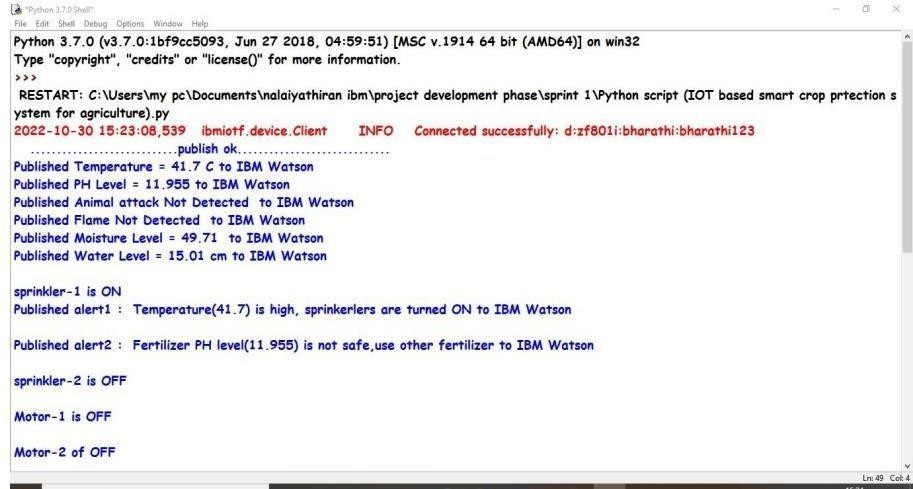 *Python 3.7.0 Shell*
File Edit Shell Debug Options Window Help
Python 3.7.0 (v3.7.0:1bf9cc5093, Jun 27 2018, 04:59:51) [MSC v.1914 64 bit (AMD64)] on win32
Type "copyright", "credits" or "license()" for more information.
>>>
RESTART: C:\Users\my pc\Documents\nalaiyathiran ibm\project development phase\sprint 1\Python script (IOT based smart crop prtection s
ystem for agriculture).py
2022-10-30 15:23:08,539 ibmiotf.device.Client INFO Connected successfully: d:zf801i:bharathi:bharathi123
............................publish ok.............................
Published Temperature = 41.7 C to IBM Watson
Published PH Level = 11.955 to IBM Watson
Published Animal attack Not Detected to IBM Watson
Published Flame Not Detected to IBM Watson
Published Moisture Level = 49.71 to IBM Watson
Published Water Level = 15.01 cm to IBM Watson
sprinkler-1 is ON
Published alert1 : Temperature(41.7) is high, sprinkerlers are turned ON to IBM Watson
Published alert2 : Fertilizer PH level(11.955) is not safe,use other fertilizer to IBM Watson
sprinkler-2 is OFF
Motor-1 is OFF
Motor-2 of OFF
Ln: 49 Col: 4